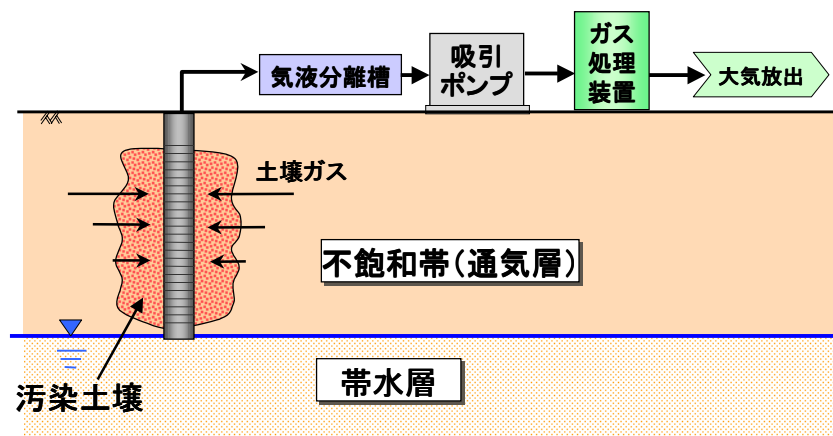 気液分離槽
吸引
ポンプ
ガス
処理
装置
大気放出
土壌ガス
不飽和帯(通気層)
汚染土壌
帯水層